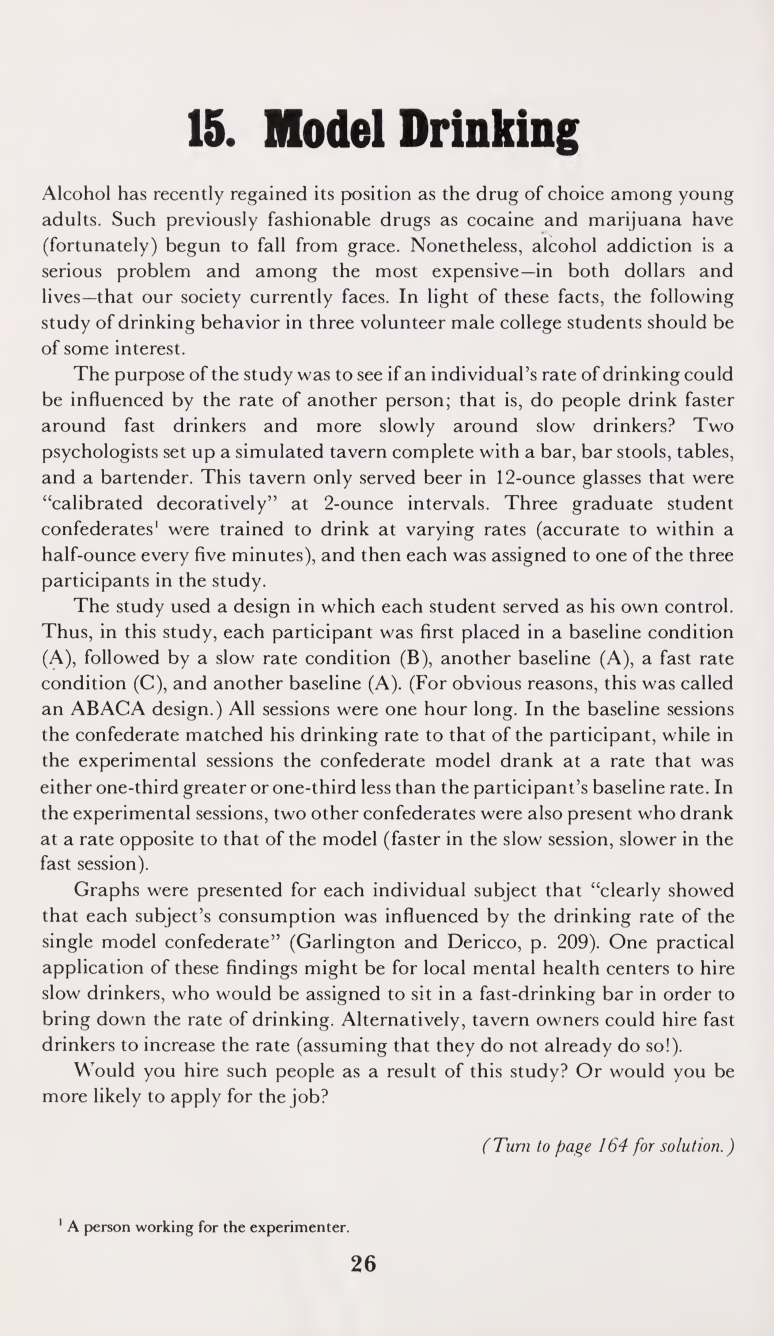 15. Model Drinking
Alcohol has recently regained its position as the drug of choice among young
adults. Such previously fashionable drugs as cocaine and marijuana have
(fortunately) begun to fall from grace. Nonetheless, alcohol addiction is a
serious problem and among the most expensive—in both dollars and
lives—that our society currently faces. In light of these facts, the following
study of drinking behavior in three volunteer male college students should be
of some interest.
The purpose of the study was to see if an individual's rate of drinking could
be influenced by the rate of another person; that is, do people drink faster
around fast drinkers and more slowly around slow drinkers? Two
psychologists set up a simulated tavern complete with a bar, bar stools, tables,
and a bartender. This tavern only served beer in 12-ounce glasses that were
“calibrated decoratively” at 2-ounce intervals. Three graduate student
confederates¹ were trained to drink at varying rates (accurate to within a
half-ounce every five minutes), and then each was assigned to one of the three
participants in the study.
The study used a design in which each student served as his own control.
Thus, in this study, each participant was first placed in a baseline condition
(A), followed by a slow rate condition (B), another baseline (A), a fast rate
condition (C), and another baseline (A). (For obvious reasons, this was called
an ABACA design.) All sessions were one hour long. In the baseline sessions
the confederate matched his drinking rate to that of the participant, while in
the experimental sessions the confederate model drank at a rate that was
either one-third greater or one-third less than the participant's baseline rate. In
the experimental sessions, two other confederates were also present who drank
at a rate opposite to that of the model (faster in the slow session, slower in the
fast session).
Graphs were presented for each individual subject that “clearly showed
that each subject's consumption was influenced by the drinking rate of the
single model confederate” (Garlington and Dericco, p. 209). One practical
application of these findings might be for local mental health centers to hire
slow drinkers, who would be assigned to sit in a fast-drinking bar in order to
bring down the rate of drinking. Alternatively, tavern owners could hire fast
drinkers to increase the rate (assuming that they do not already do so!).
Would you hire such people as a result of this study? Or would you be
more likely to apply for the job?
(Turn to page 164 for solution.)
¹ A person working for the experimenter.
26